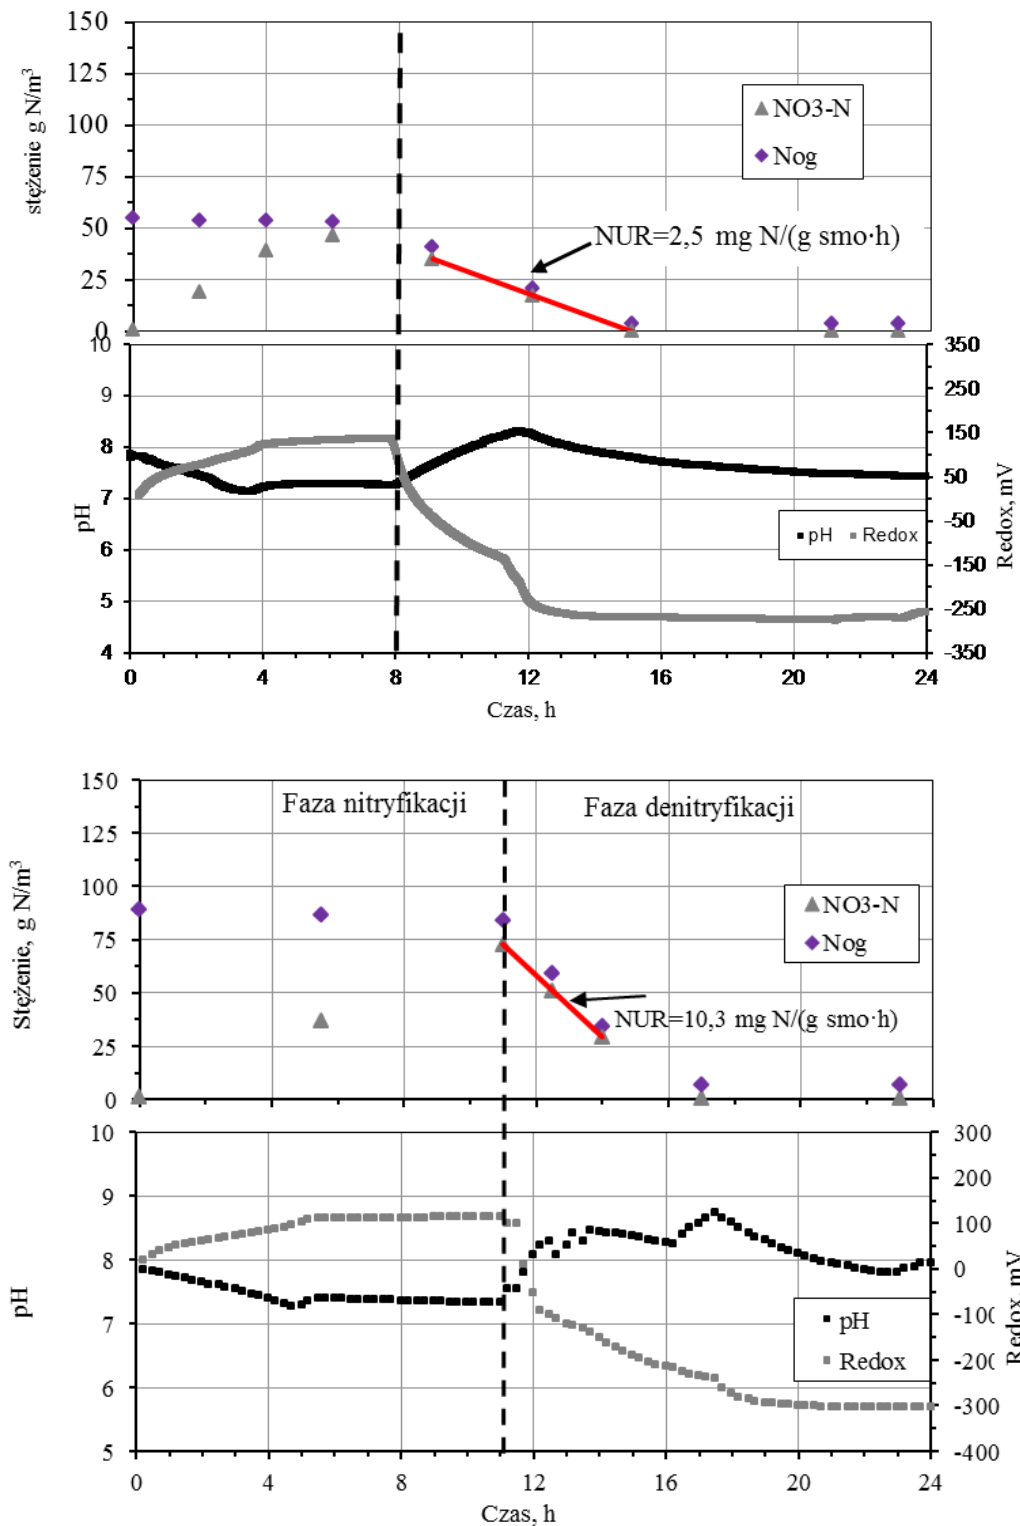 150
125
100
75
50
25
0
stężenie g N/m³
NO3-N
Nog
NUR=2,5 mg N/(g smo·h)
10
9
8
7
6
5
4
pH
350
250
150
50
-50
-150
-250
-350
Redox, mV
pH Redox
0 4 8 12 16 20 24
Czas, h
150
125
100
75
50
25
0
Stężenie, g N/m³
Faza nitryfikacji Faza denitryfikacji
NO3-N
Nog
NUR=10,3 mg N/(g smo·h)
10
9
8
7
6
5
pH
300
200
100
0
-100
-200
-300
-400
Redox, mV
pH
Redox
0 4 8 12 16 20 24
Czas, h